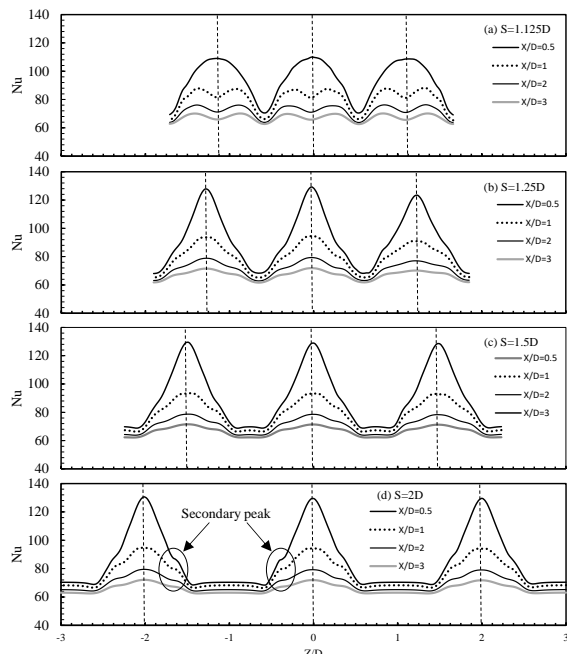 140
120
100
80
60
40
Nu
(a) S=1.125D
X/D=0.5
X/D=1
X/D=2
X/D=3
140
120
100
80
60
40
Nu
(b) S=1.25D
X/D=0.5
X/D=1
X/D=2
X/D=3
140
120
100
80
60
40
Nu
(c) S=1.5D
X/D=0.5
X/D=1
X/D=2
X/D=3
140
120
100
80
60
40
Nu
(d) S=2D
Secondary peak
X/D=0.5
X/D=1
X/D=2
X/D=3
-3 -2 -1 0 1 2 3
Z/D